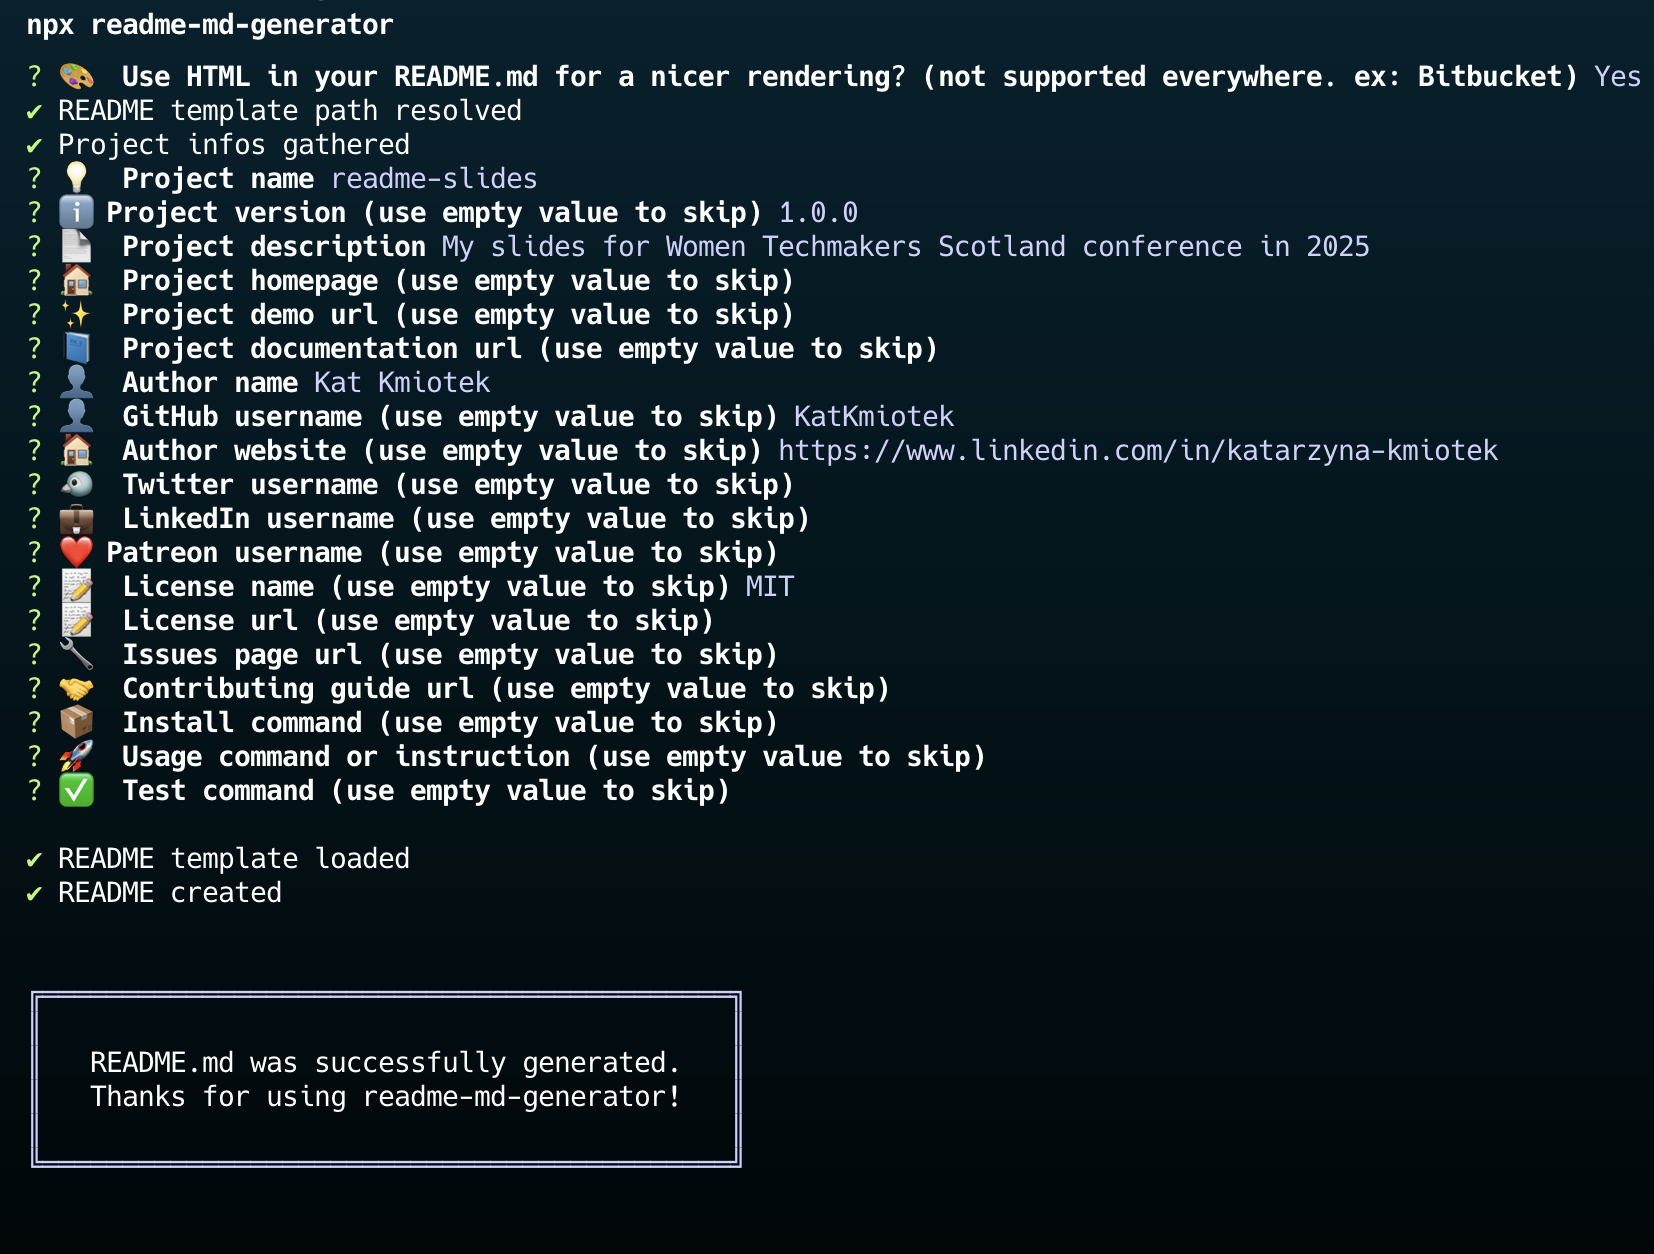 npx readme-md-generator
? 🎨 Use HTML in your README.md for a nicer rendering? (not supported everywhere. ex: Bitbucket) Yes
✔ README template path resolved
✔ Project infos gathered
? 💡 Project name readme-slides
? ℹ️ Project version (use empty value to skip) 1.0.0
? 📄 Project description My slides for Women Techmakers Scotland conference in 2025
? 🏠 Project homepage (use empty value to skip)
? ✨ Project demo url (use empty value to skip)
? 📘 Project documentation url (use empty value to skip)
? 👤 Author name Kat Kmiotek
? 👤 GitHub username (use empty value to skip) KatKmiotek
? 🏠 Author website (use empty value to skip) https://www.linkedin.com/in/katarzyna-kmiotek
? 🐦 Twitter username (use empty value to skip)
? 💼 LinkedIn username (use empty value to skip)
? ❤️ Patreon username (use empty value to skip)
? 📝 License name (use empty value to skip) MIT
? 📝 License url (use empty value to skip)
? 🔧 Issues page url (use empty value to skip)
? 🤝 Contributing guide url (use empty value to skip)
? 📦 Install command (use empty value to skip)
? 🚀 Usage command or instruction (use empty value to skip)
? ✅ Test command (use empty value to skip)
✔ README template loaded
✔ README created
README.md was successfully generated.
Thanks for using readme-md-generator!